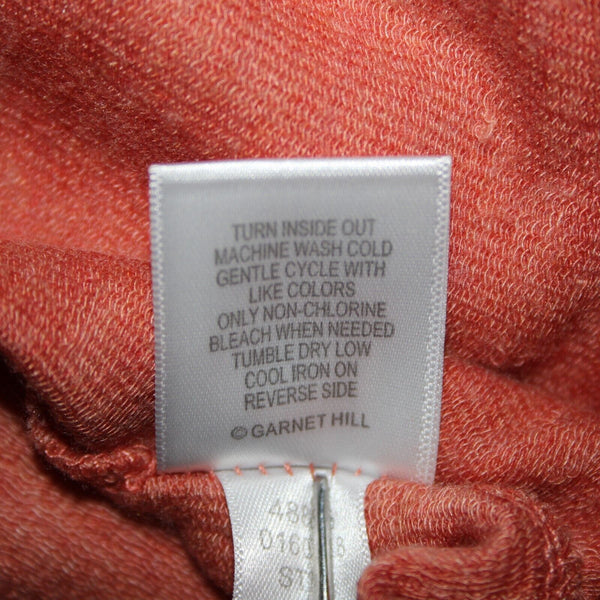 TURN INSIDE OUT
MACHINE WASH COLD
GENTLE CYCLE WITH
LIKE COLORS
ONLY NON-CHLORINE
BLEACH WHEN NEEDED
TUMBLE DRY LOW
COOL IRON ON
REVERSE SIDE
© GARNET HILL